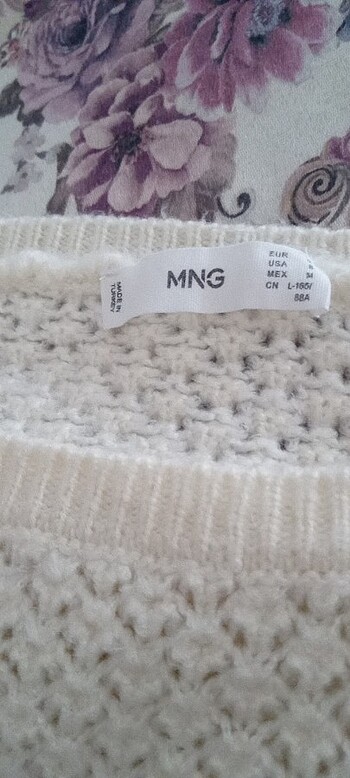 MNG
EUR
USA
MEX M
CN L-165/
88A
MADE IN
TURKEY